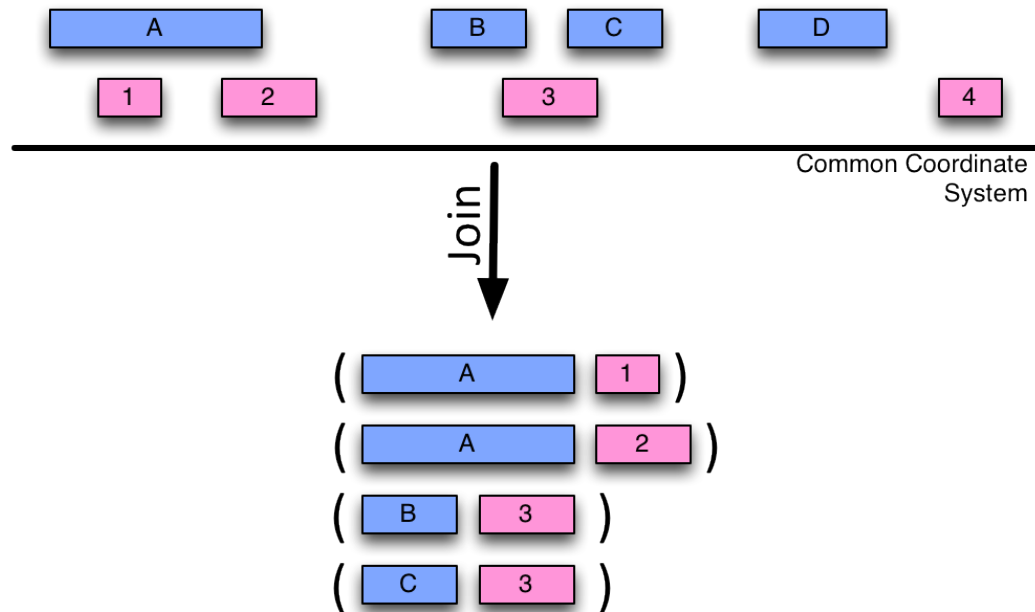 A B C D
1 2 3 4
Common Coordinate
System
Join
( A 1 )
( A 2 )
( B 3 )
( C 3 )